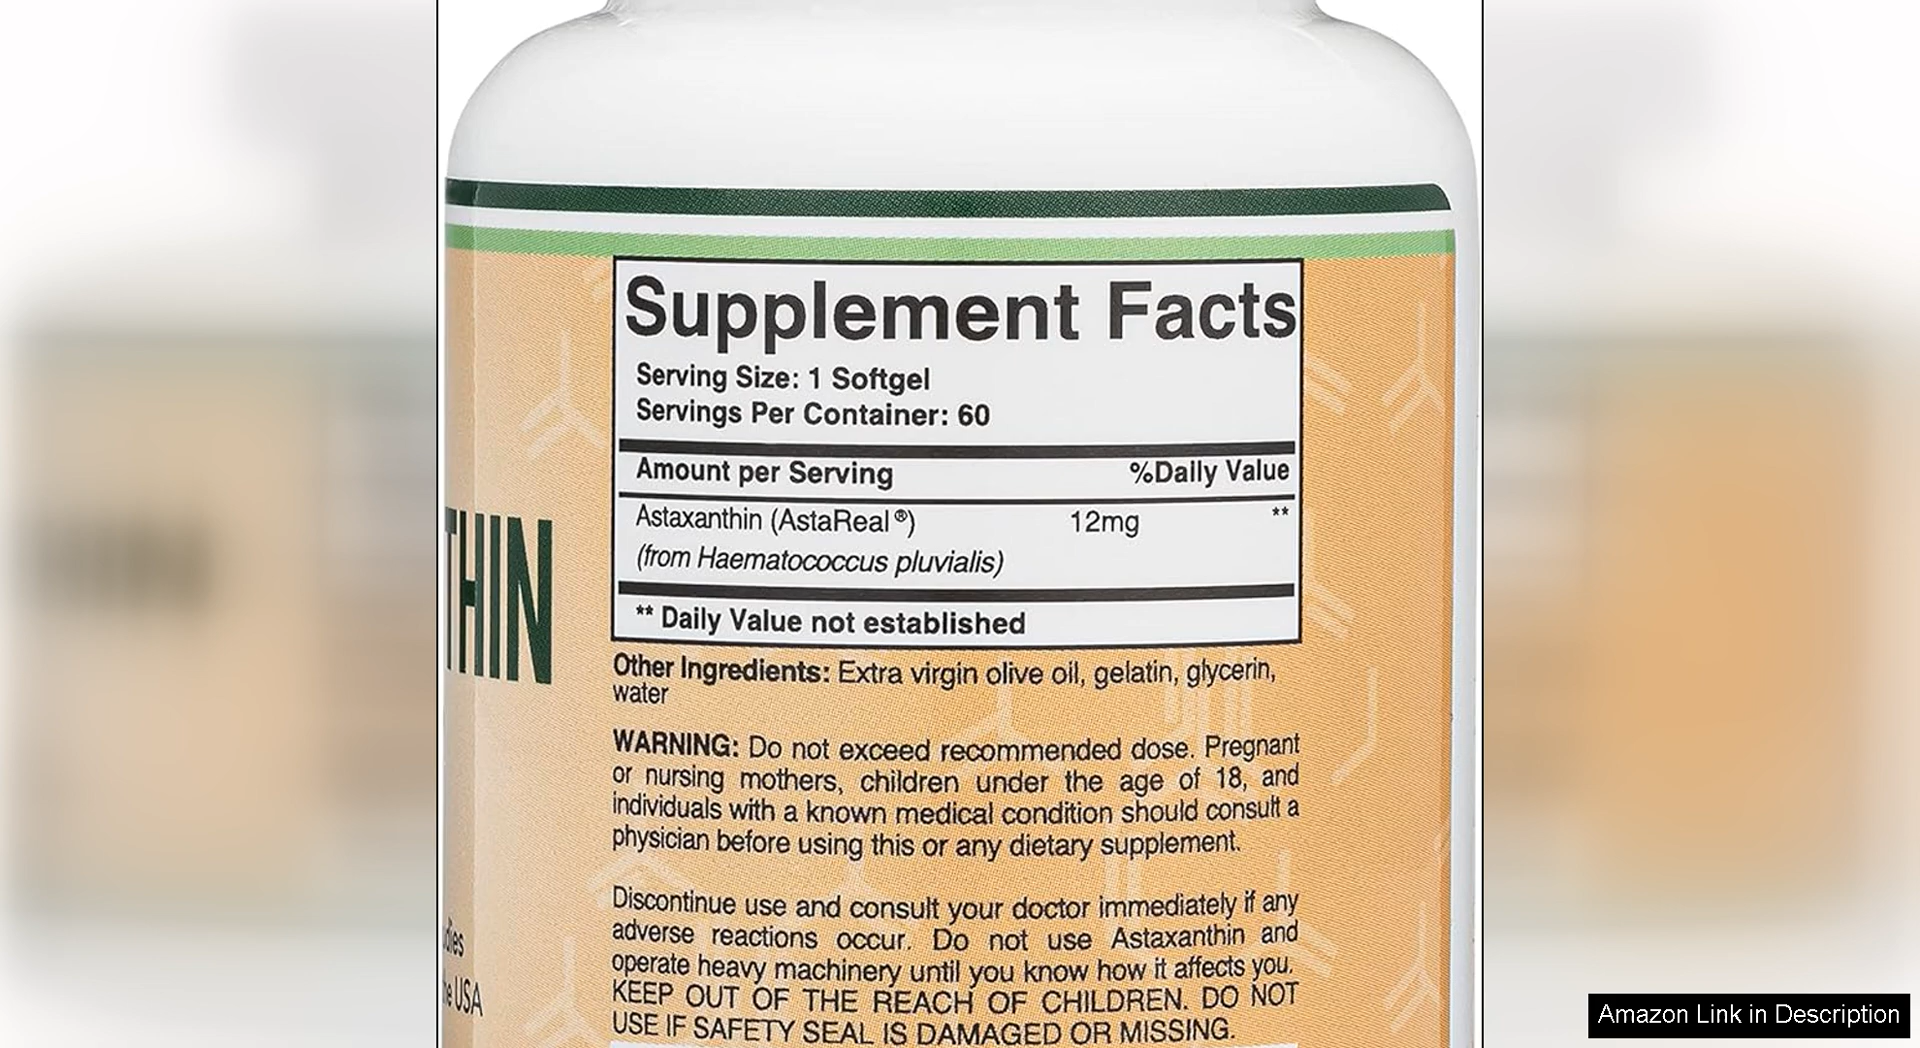 Supplement Facts
Serving Size: 1 Softgel
Servings Per Container: 60
Amount per Serving %Daily Value
Astaxanthin (AstaReal®) 12mg **
(from Haematococcus pluvialis)
** Daily Value not established
Other Ingredients: Extra virgin olive oil, gelatin, glycerin,
water
WARNING: Do not exceed recommended dose. Pregnant
or nursing mothers, children under the age of 18, and
individuals with a known medical condition should consult a
physician before using this or any dietary supplement.
Discontinue use and consult your doctor immediately if any
adverse reactions occur. Do not use Astaxanthin and
operate heavy machinery until you know how it affects you.
KEEP OUT OF THE REACH OF CHILDREN. DO NOT
USE IF SAFETY SEAL IS DAMAGED OR MISSING.
THIN
USA
Amazon Link in Description